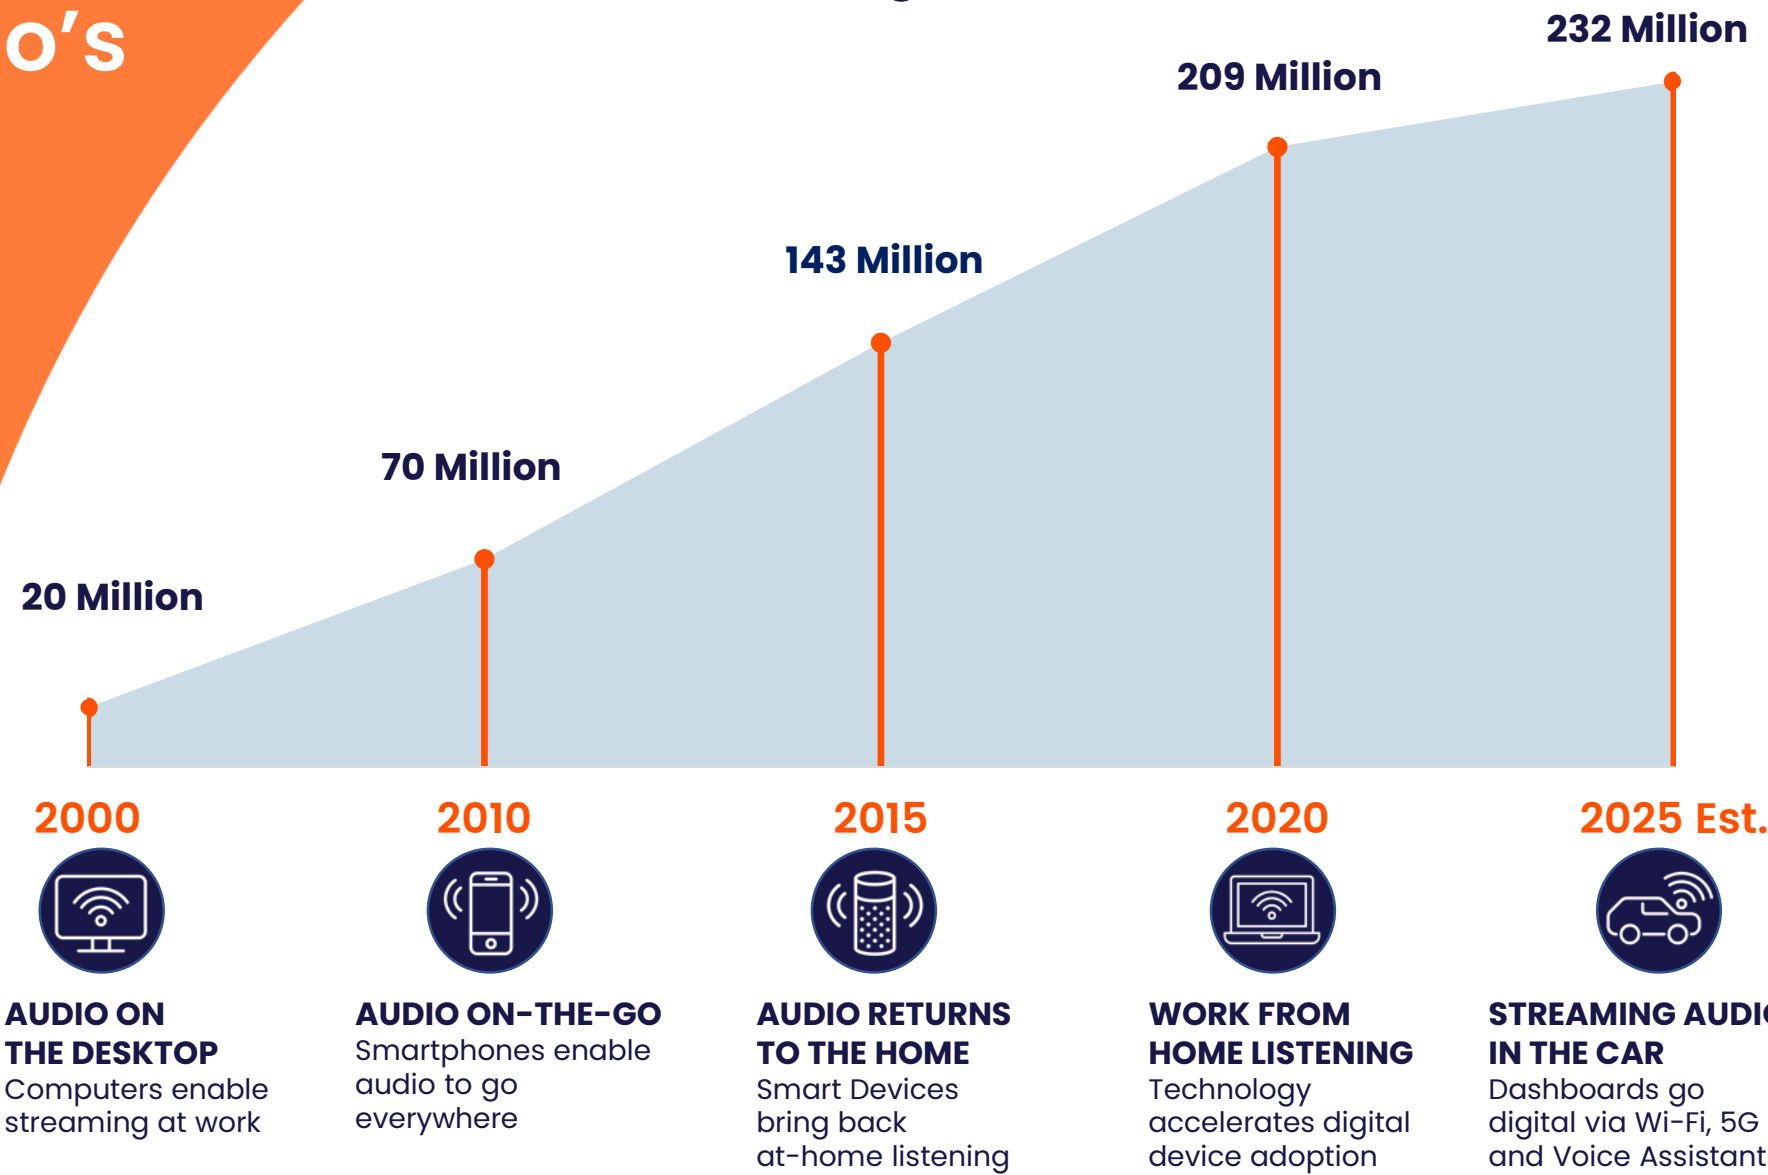 o's
232 Million
209 Million
143 Million
70 Million
20 Million
2000
2010
2015
2020
2025 Est.
AUDIO ON
THE DESKTOP
Computers enable
streaming at work
AUDIO ON-THE-GO
Smartphones enable
audio to go
everywhere
AUDIO RETURNS
TO THE HOME
Smart Devices
bring back
at-home listening
WORK FROM
HOME LISTENING
Technology
accelerates digital
device adoption
STREAMING AUDIO
IN THE CAR
Dashboards go
digital via Wi-Fi, 5G
and Voice Assistant